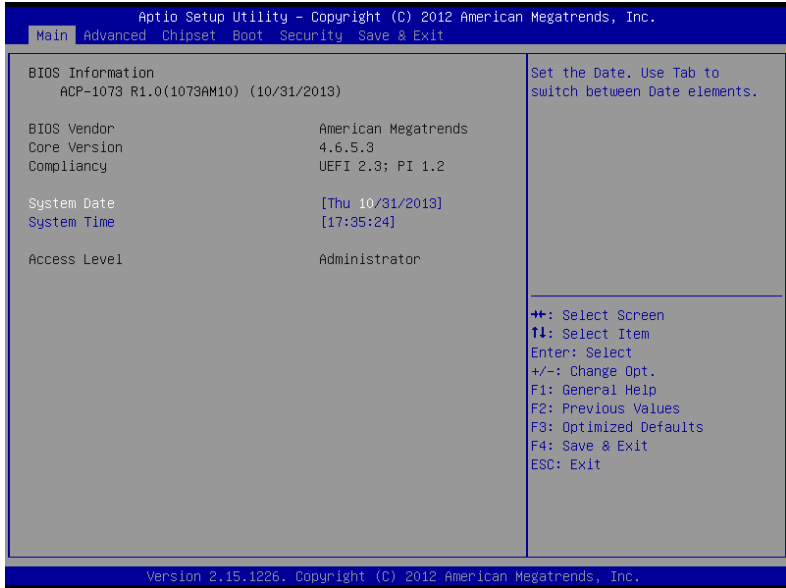 Aptio Setup Utility – Copyright (C) 2012 American Megatrends, Inc.
Main Advanced Chipset Boot Security Save & Exit
BIOS Information
ACP-1073 R1.0(1073AM10) (10/31/2013)
BIOS Vendor American Megatrends
Core Version 4.6.5.3
Compliancy UEFI 2.3; PI 1.2
System Date [Thu 10/31/2013]
System Time [17:35:24]
Access Level Administrator
Set the Date. Use Tab to
switch between Date elements.
→←: Select Screen
↑↓: Select Item
Enter: Select
+/-: Change Opt.
F1: General Help
F2: Previous Values
F3: Optimized Defaults
F4: Save & Exit
ESC: Exit
Version 2.15.1226. Copyright (C) 2012 American Megatrends, Inc.